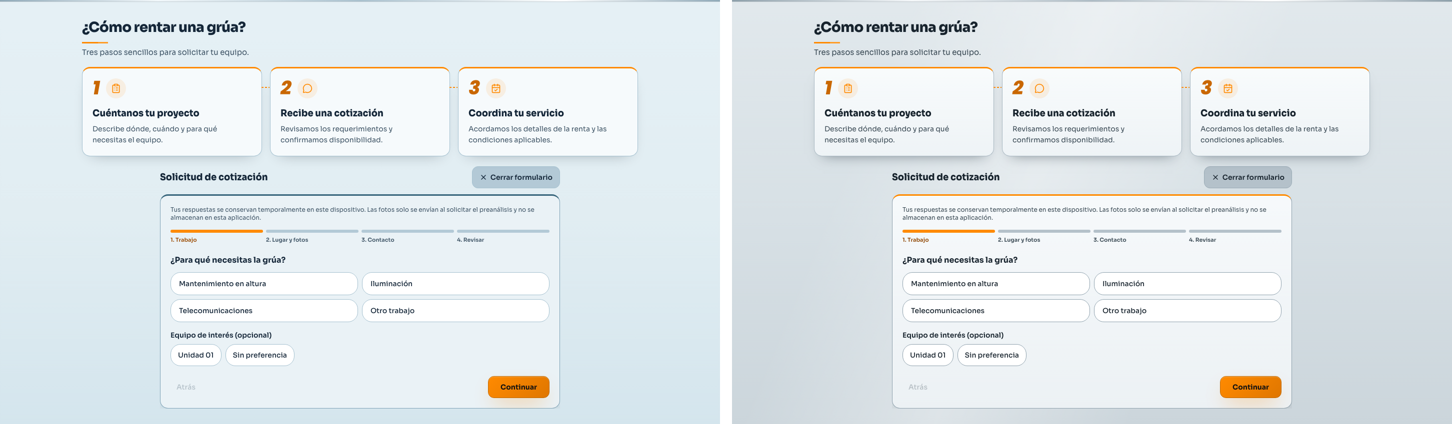 ¿Cómo rentar una grúa?
Tres pasos sencillos para solicitar tu equipo.
1
Cuéntanos tu proyecto
Describe dónde, cuándo y para qué
necesitas el equipo.
2
Recibe una cotización
Revisamos los requerimientos y
confirmamos disponibilidad.
3
Coordina tu servicio
Acordamos los detalles de la renta y las
condiciones aplicables.
Solicitud de cotización
× Cerrar formulario
Tus respuestas se conservan temporalmente en este dispositivo. Las fotos solo se envían al solicitar el preanálisis y no se
almacenan en esta aplicación.
1. Trabajo
2. Lugar y fotos
3. Contacto
4. Revisar
¿Para qué necesitas la grúa?
Mantenimiento en altura
Iluminación
Telecomunicaciones
Otro trabajo
Equipo de interés (opcional)
Unidad 01
Sin preferencia
Atrás
Continuar
¿Cómo rentar una grúa?
Tres pasos sencillos para solicitar tu equipo.
1
Cuéntanos tu proyecto
Describe dónde, cuándo y para qué
necesitas el equipo.
2
Recibe una cotización
Revisamos los requerimientos y
confirmamos disponibilidad.
3
Coordina tu servicio
Acordamos los detalles de la renta y las
condiciones aplicables.
Solicitud de cotización
× Cerrar formulario
Tus respuestas se conservan temporalmente en este dispositivo. Las fotos solo se envían al solicitar el preanálisis y no se
almacenan en esta aplicación.
1. Trabajo
2. Lugar y fotos
3. Contacto
4. Revisar
¿Para qué necesitas la grúa?
Mantenimiento en altura
Iluminación
Telecomunicaciones
Otro trabajo
Equipo de interés (opcional)
Unidad 01
Sin preferencia
Atrás
Continuar